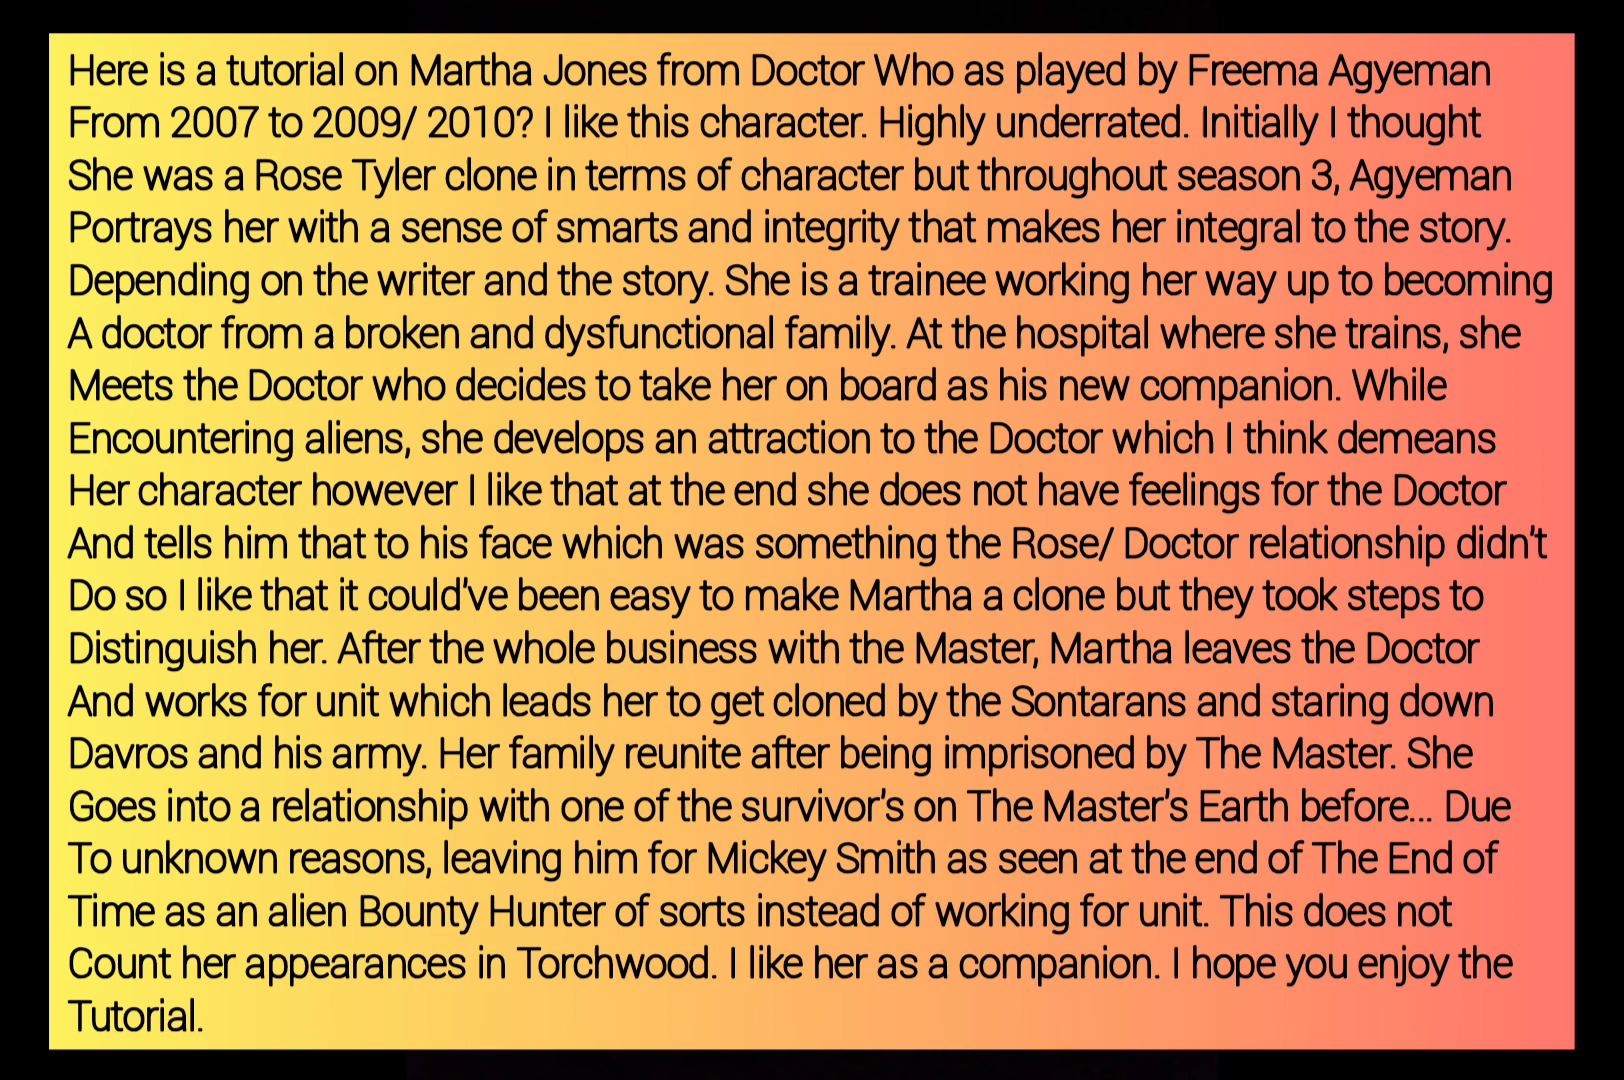 Here is a tutorial on Martha Jones from Doctor Who as played by Freema Agyeman
From 2007 to 2009/ 2010? I like this character. Highly underrated. Initially I thought
She was a Rose Tyler clone in terms of character but throughout season 3, Agyeman
Portrays her with a sense of smarts and integrity that makes her integral to the story.
Depending on the writer and the story. She is a trainee working her way up to becoming
A doctor from a broken and dysfunctional family. At the hospital where she trains, she
Meets the Doctor who decides to take her on board as his new companion. While
Encountering aliens, she develops an attraction to the Doctor which I think demeans
Her character however I like that at the end she does not have feelings for the Doctor
And tells him that to his face which was something the Rose/ Doctor relationship didn't
Do so I like that it could've been easy to make Martha a clone but they took steps to
Distinguish her. After the whole business with the Master, Martha leaves the Doctor
And works for unit which leads her to get cloned by the Sontarans and staring down
Davros and his army. Her family reunite after being imprisoned by The Master. She
Goes into a relationship with one of the survivor's on The Master's Earth before... Due
To unknown reasons, leaving him for Mickey Smith as seen at the end of The End of
Time as an alien Bounty Hunter of sorts instead of working for unit. This does not
Count her appearances in Torchwood. I like her as a companion. I hope you enjoy the
Tutorial.